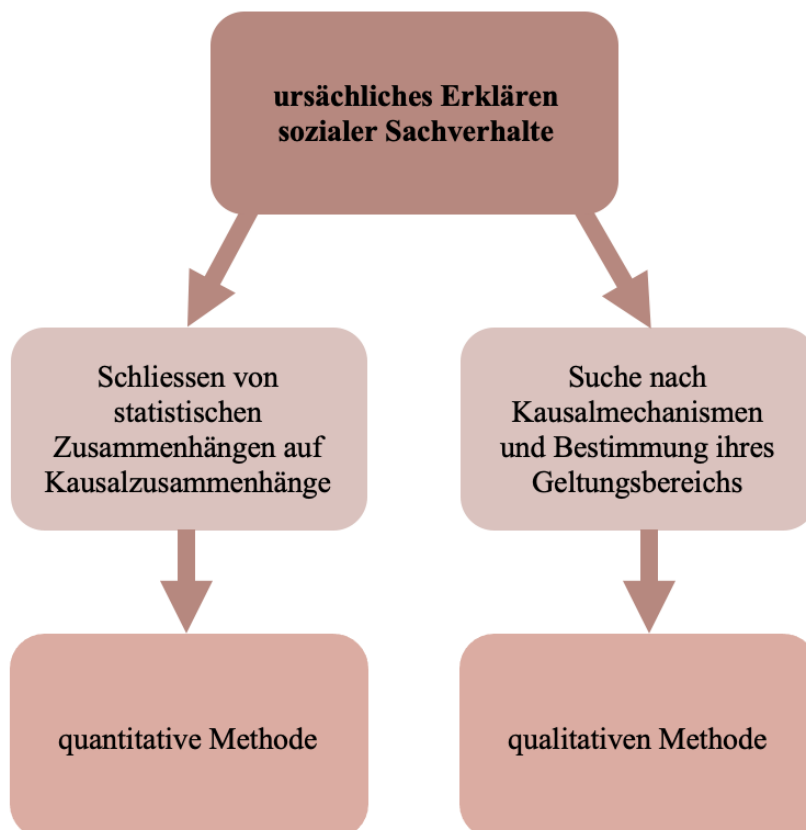 ursächliches Erklären
sozialer Sachverhalte
Schliessen von
statistischen
Zusammenhängen auf
Kausalzusammenhänge
Suche nach
Kausalmechanismen
und Bestimmung ihres
Geltungsbereichs
quantitative Methode
qualitativen Methode